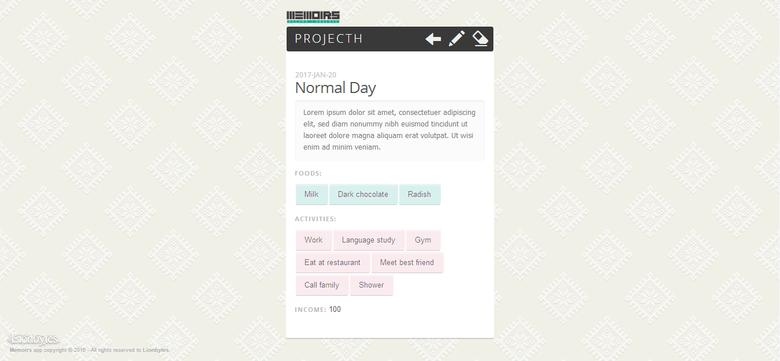 MEMOIRS
PROJECTH
2017-JAN-20
Normal Day
Lorem ipsum dolor sit amet, consectetuer adipiscing
elit, sed diam nonummy nibh euismod tincidunt ut
laoreet dolore magna aliquam erat volutpat. Ut wisi
enim ad minim veniam.
FOODS:
Milk Dark chocolate Radish
ACTIVITIES:
Work Language study Gym
Eat at restaurant Meet best friend
Call family Shower
INCOME: 100
Lionbytes
Memoirs app copyright © 2016 - All rights reserved to Lionbytes.